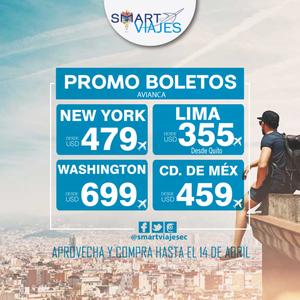 SMART
VIAJES
PROMO BOLETOS
AVIANCA
NEW YORK
DESDE
USD
479
LIMA
DESDE
USD
355
Desde Quito
WASHINGTON
DESDE
USD
699
CD. DE MÉX
DESDE
USD
459
@smartviajesec
APROVECHA Y COMPRA HASTA EL 14 DE ABRIL